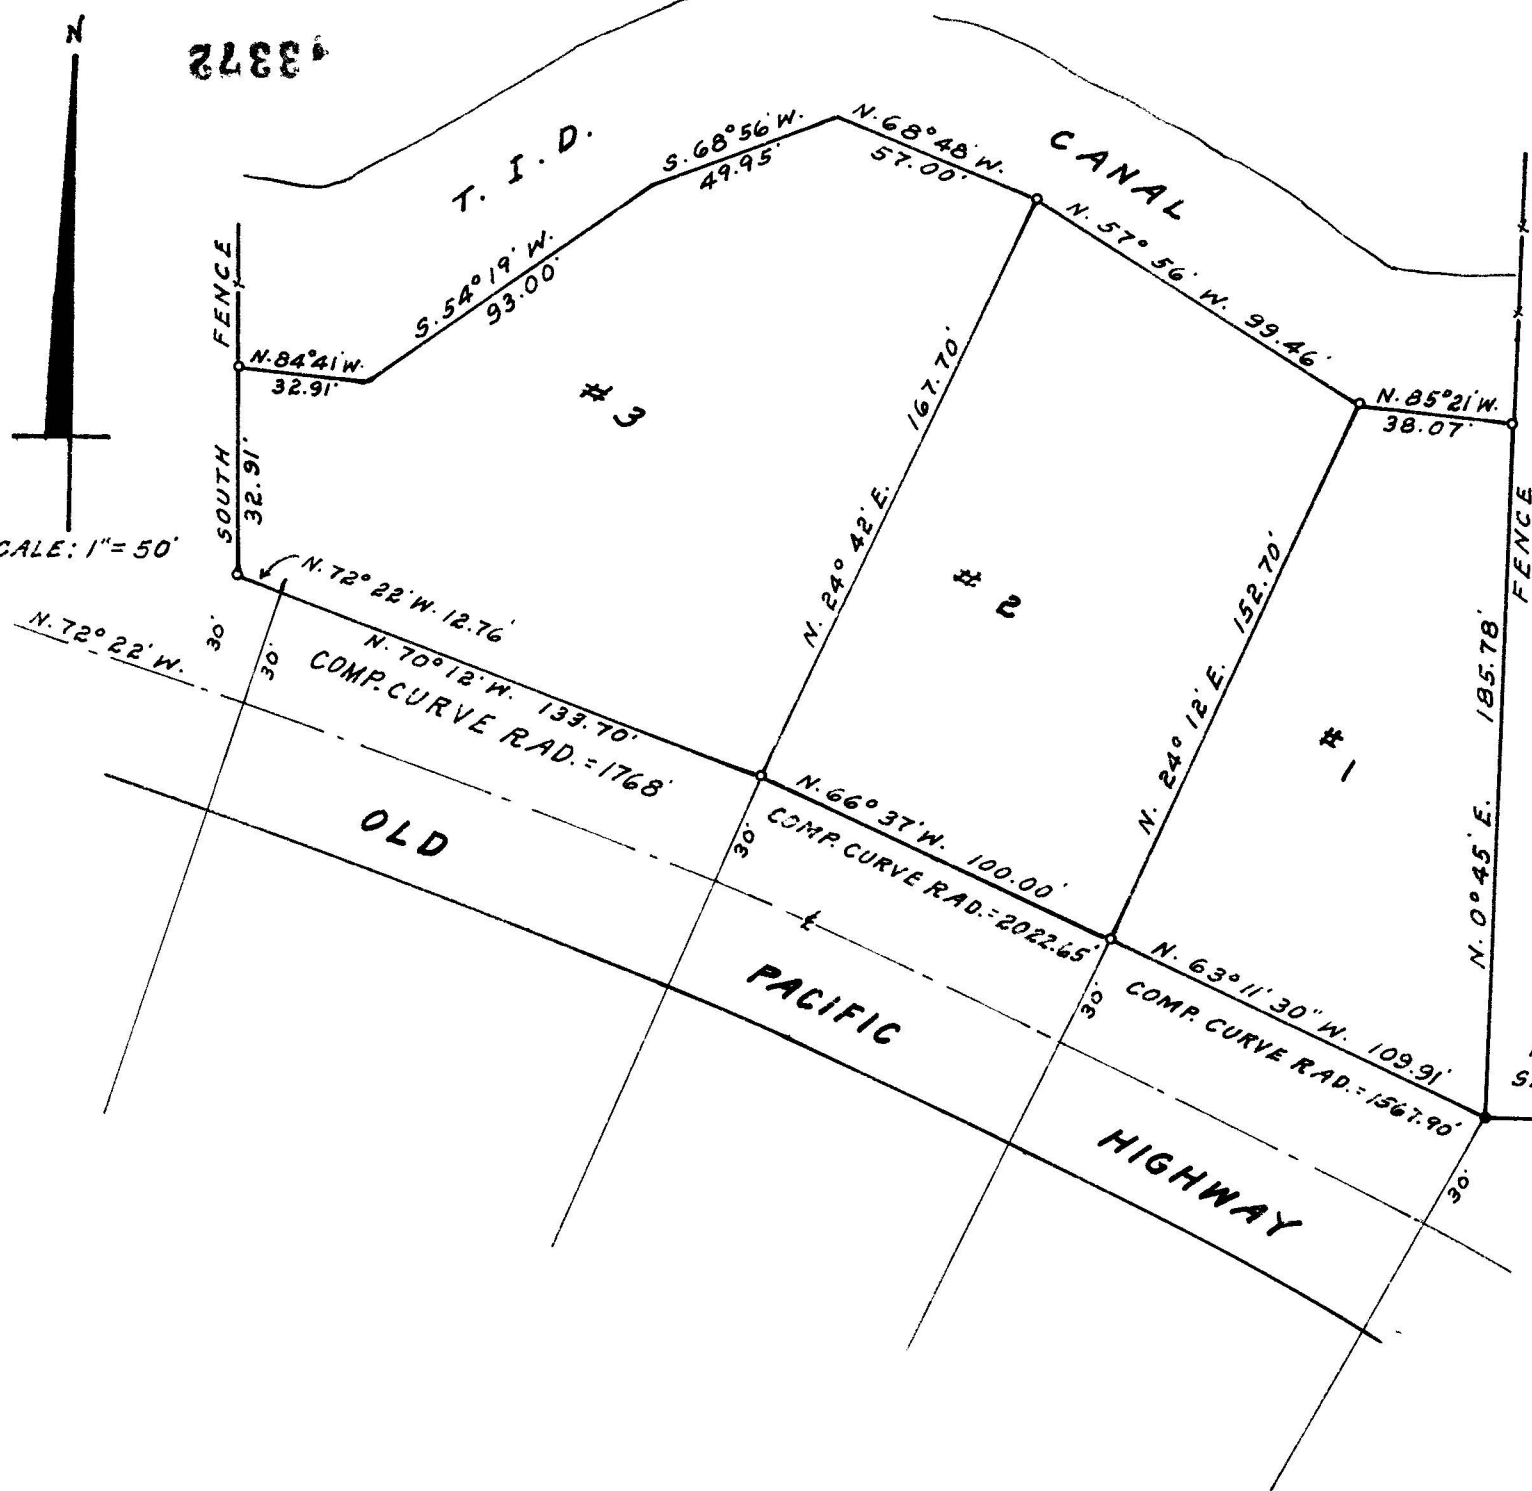 N
43372
T. I. D.
CANAL
S. 68°56' W.
49.95'
N. 68°48' W.
57.00'
N. 57°56' W. 99.46'
S. 54°19' W.
93.00'
FENCE
N. 84°41' W.
32.91'
N. 85°21' W.
38.07'
# 3
167.70'
N. 24°42' E.
SOUTH
32.91'
FENCE
SCALE: 1" = 50'
# 2
152.70'
N. 24°12' E.
# 1
185.78'
N. 0°45' E.
N. 72°22' W. 12.76'
N. 72°22' W.
30'
30'
N. 70°12' W. 133.70'
COMP. CURVE RAD. = 1768'
N. 66°37' W. 100.00'
COMP. CURVE RAD. = 2022.65'
30'
N. 63°11'30" W. 109.91'
COMP. CURVE RAD. = 1567.90'
30'
30'
OLD
PACIFIC
HIGHWAY